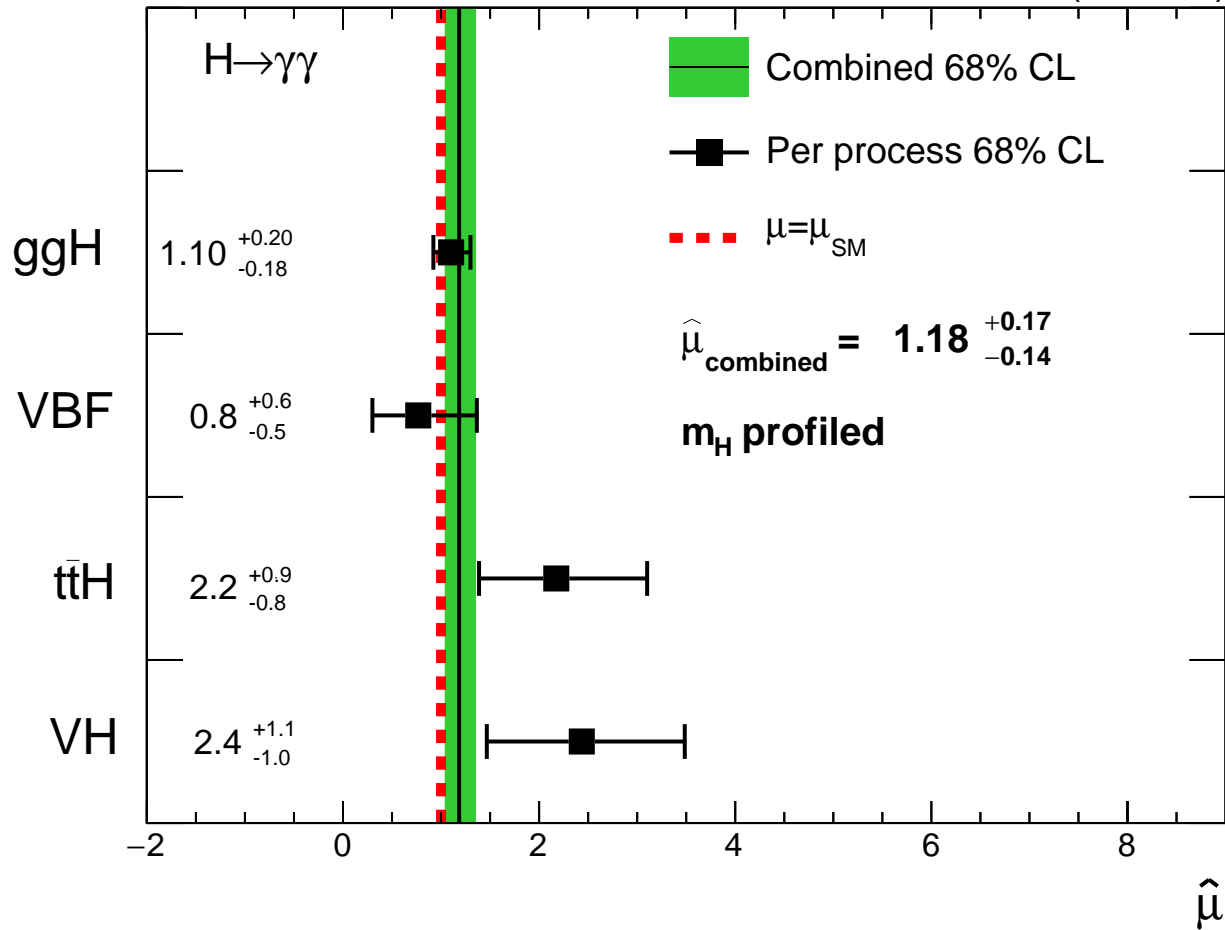 H→γγ
Combined 68% CL
Per process 68% CL
μ=μSM
μ̂combined = 1.18 +0.17 −0.14
mH profiled
ggH 1.10 +0.20 -0.18
VBF 0.8 +0.6 -0.5
tt̄H 2.2 +0.9 -0.8
VH 2.4 +1.1 -1.0
−2 0 2 4 6 8
μ̂